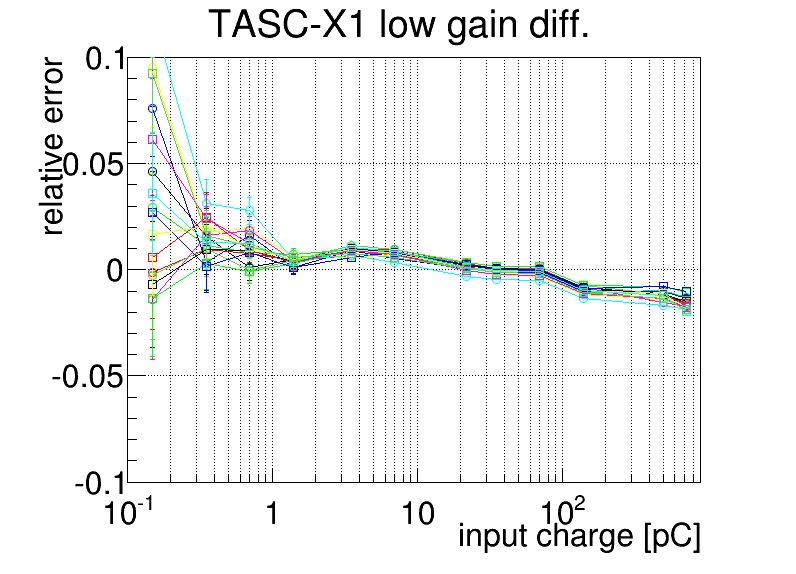 TASC-X1 low gain diff.
relative error
0.1
0.05
0
-0.05
-0.1
10^-1 1 10 10^2
input charge [pC]